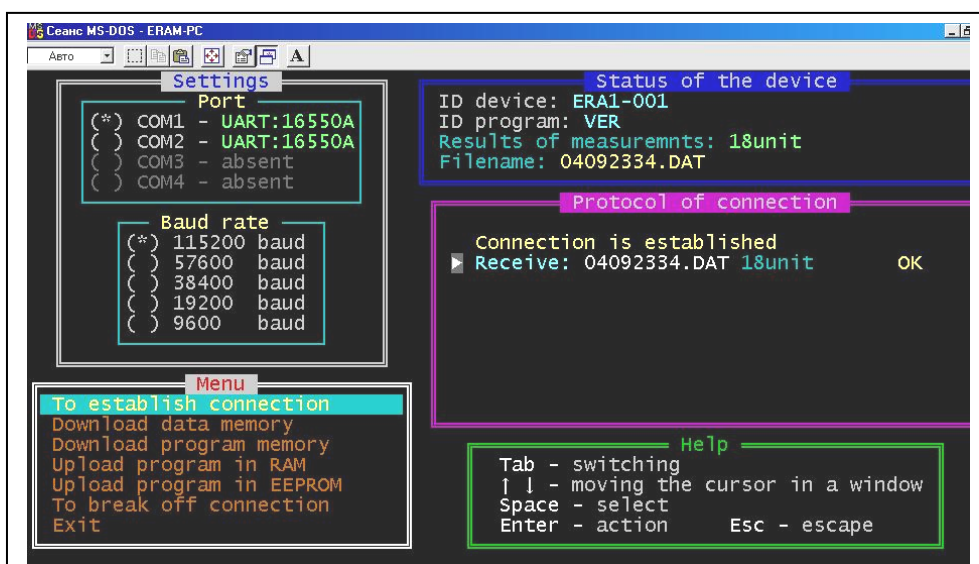 Сеанс MS-DOS - ERAM-PC
Авто
A
Settings
Port
(*) COM1 - UART:16550A
( ) COM2 - UART:16550A
( ) COM3 - absent
( ) COM4 - absent
Baud rate
(*) 115200 baud
( ) 57600 baud
( ) 38400 baud
( ) 19200 baud
( ) 9600 baud
Menu
To establish connection
Download data memory
Download program memory
Upload program in RAM
Upload program in EEPROM
To break off connection
Exit
Status of the device
ID device: ERA1-001
ID program: VER
Results of measuremnts: 18unit
Filename: 04092334.DAT
Protocol of connection
Connection is established
Receive: 04092334.DAT 18unit OK
Help
Tab - switching
↑ ↓ - moving the cursor in a window
Space - select
Enter - action Esc - escape